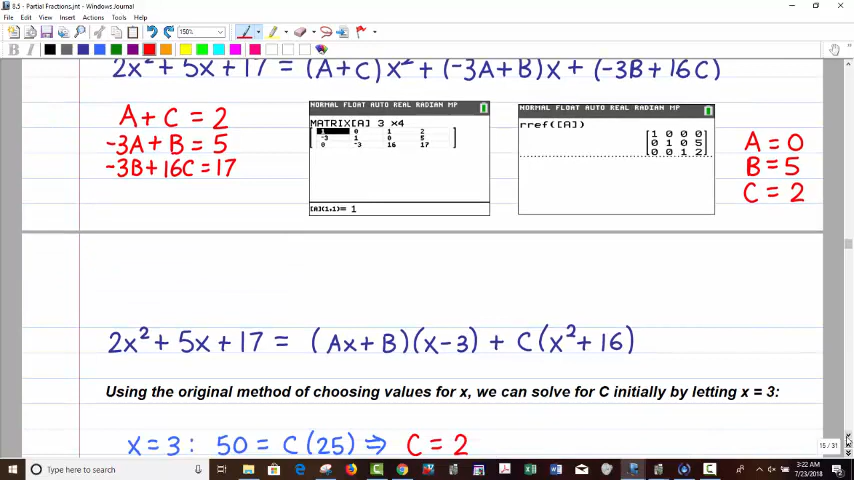 8.5 - Partial Fractions.jnt - Windows Journal
File Edit View Insert Actions Tools Help
150%
B I
2x² + 5x + 17 = (A+C)x² + (-3A+B)x + (-3B+16C)
A + C = 2
-3A + B = 5
-3B + 16C = 17
NORMAL FLOAT AUTO REAL RADIAN MP
MATRIX[A] 3 ×4
1 0 1 2
-3 1 0 5
0 -3 16 17
[A](1,1)= 1
NORMAL FLOAT AUTO REAL RADIAN MP
rref([A])
[1 0 0 0]
[0 1 0 5]
[0 0 1 2]
A = 0
B = 5
C = 2
2x² + 5x + 17 = (Ax + B)(x-3) + C(x² + 16)
Using the original method of choosing values for x, we can solve for C initially by letting x = 3:
x = 3 : 50 = C(25) ⇒ C = 2
15 / 31
Type here to search
3:22 AM
7/23/2018